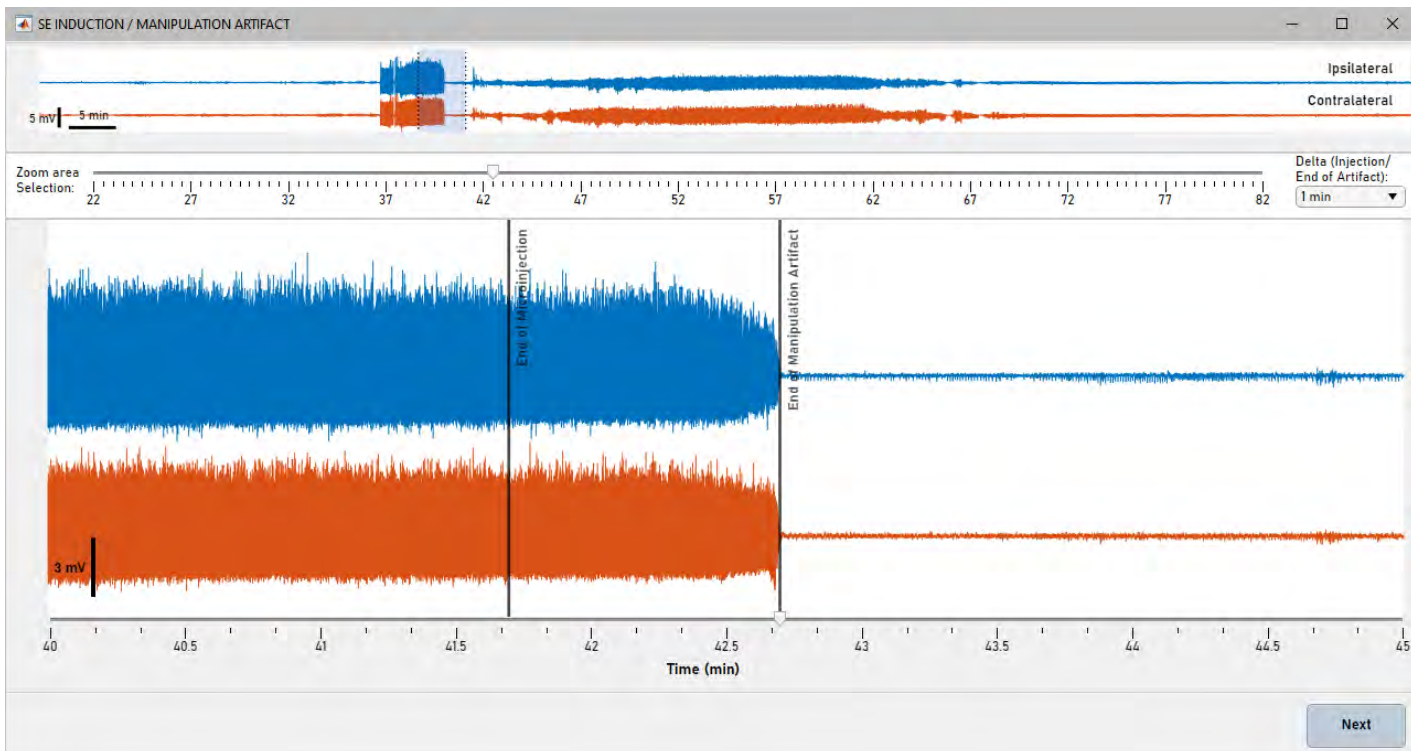 SE INDUCTION / MANIPULATION ARTIFACT
Ipsilateral
Contralateral
5 mV
5 min
Zoom area
Selection:
22 27 32 37 42 47 52 57 62 67 72 77 82
Delta (Injection/
End of Artifact):
1 min
End of Microinjection
End of Manipulation Artifact
3 mV
40 40.5 41 41.5 42 42.5 43 43.5 44 44.5 45
Time (min)
Next